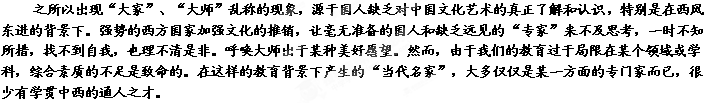 之所以出现“大家”、“大师”乱称的现象，源于国人缺乏对中国文化艺术的真正了解和认识，特别是在西风
东进的背景下。强势的西方国家加强文化的推销，让毫无准备的国人和缺乏远见的“专家”来不及思考，一时不知
所措，找不到自我，也理不清是非。呼唤大师出于某种美好愿望。然而，由于我们的教育过于局限在某个领域或学
科，综合素质的不足是致命的。在这样的教育背景下产生的“当代名家”，大多仅仅是某一方面的专门家而已，很
少有学贯中西的通人之才。